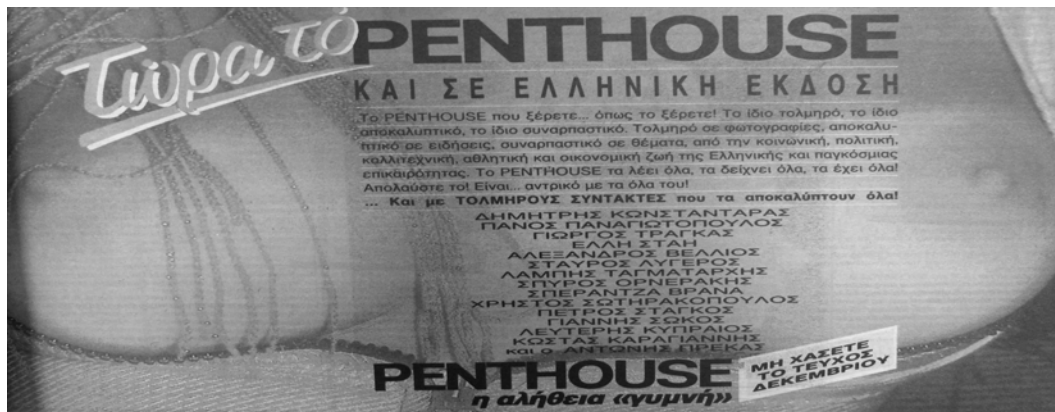 Τώρα τό PENTHOUSE
ΚΑΙ ΣΕ ΕΛΛΗΝΙΚΗ ΕΚΔΟΣΗ
Το PENTHOUSE που ξέρετε... όπως το ξέρετε! Το ίδιο τολμηρό, το ίδιο
αποκαλυπτικό, το ίδιο συναρπαστικό. Τολμηρό σε φωτογραφίες, αποκαλυ-
πτικό σε ειδήσεις, συναρπαστικό σε θέματα, από την κοινωνική, πολιτική,
καλλιτεχνική, αθλητική και οικονομική ζωή της Ελληνικής και παγκόσμιας
επικαιρότητας. Το PENTHOUSE τα λέει όλα, τα δείχνει όλα, τα έχει όλα!
Απολαύστε το! Είναι... αντρικό με τα όλα του!
... Και με ΤΟΛΜΗΡΟΥΣ ΣΥΝΤΑΚΤΕΣ που τα αποκαλύπτουν όλα!
ΔΗΜΗΤΡΗΣ ΚΩΝΣΤΑΝΤΑΡΑΣ
ΠΑΝΟΣ ΠΑΝΑΓΙΩΤΟΠΟΥΛΟΣ
ΓΙΩΡΓΟΣ ΤΡΑΓΚΑΣ
ΕΛΛΗ ΣΤΑΗ
ΑΛΕΞΑΝΔΡΟΣ ΒΕΛΛΙΟΣ
ΣΤΑΥΡΟΣ ΛΥΓΕΡΟΣ
ΛΑΜΠΗΣ ΤΑΓΜΑΤΑΡΧΗΣ
ΣΠΥΡΟΣ ΟΡΝΕΡΑΚΗΣ
ΣΠΕΡΑΝΤΖΑ ΒΡΑΝΑ
ΧΡΗΣΤΟΣ ΣΩΤΗΡΑΚΟΠΟΥΛΟΣ
ΠΕΤΡΟΣ ΣΤΑΓΚΟΣ
ΓΙΑΝΝΗΣ ΣΩΚΟΣ
ΛΕΥΤΕΡΗΣ ΚΥΠΡΑΙΟΣ
ΚΩΣΤΑΣ ΚΑΡΑΓΙΑΝΝΗΣ
και ο ΑΝΤΩΝΗΣ ΠΡΕΚΑΣ
PENTHOUSE
η αλήθεια «γυμνή»
ΜΗ ΧΑΣΕΤΕ
ΤΟ ΤΕΥΧΟΣ
ΔΕΚΕΜΒΡΙΟΥ